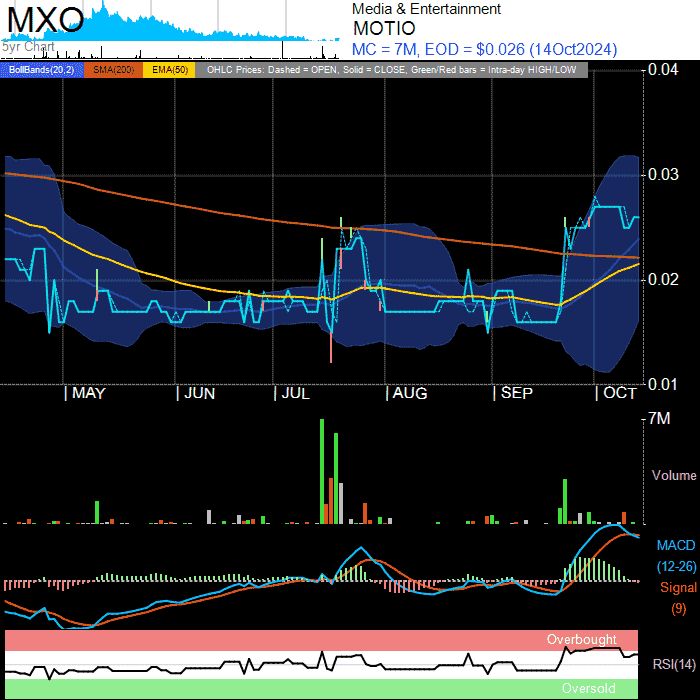 MXO
5yr Chart
Media & Entertainment
MOTIO
MC = 7M, EOD = $0.026 (14Oct2024)
BollBands(20,2) SMA(200) EMA(50) OHLC Prices: Dashed = OPEN, Solid = CLOSE, Green/Red bars = Intra-day HIGH/LOW
0.04
0.03
0.02
0.01
| MAY | JUN | JUL | AUG | SEP | OCT
7M
Volume
MACD
(12-26)
Signal
(9)
Overbought
RSI(14)
Oversold